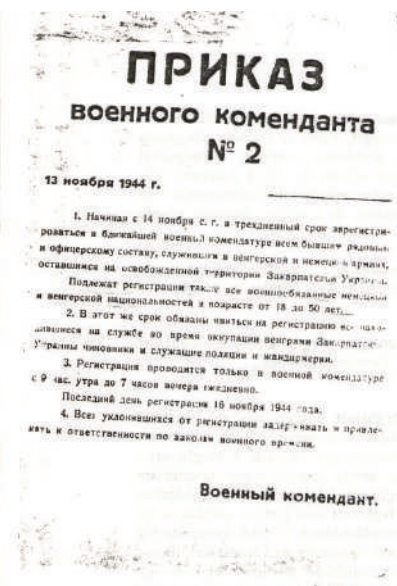 ПРИКАЗ
военного коменданта
№ 2
13 ноября 1944 г.
1. Начиная с 14 ноября с. г. в трехдневный срок зарегистри-
роваться в ближайшей военной комендатуре всем бывшим рядовым
и офицерскому составу, служившим в венгерской и немецкой армиях,
оставшимся на освобожденной территории Закарпатской Украины.
Подлежат регистрации также все военнообязанные немецкой
и венгерской национальностей в возрасте от 18 до 50 лет.
2. В этот же срок обязаны явиться на регистрацию все нахо-
дившиеся на службе во время оккупации венграми Закарпатс-
Украины чиновники и служащие полиции и жандармерии.
3. Регистрация проводится только в военной комендатуре
с 9 час. утра до 7 часов вечера ежедневно.
Последний день регистрации 16 ноября 1944 года.
4. Всех уклонившихся от регистрации задерживать и привле-
кать к ответственности по законам военного времени.
Военный комендант.